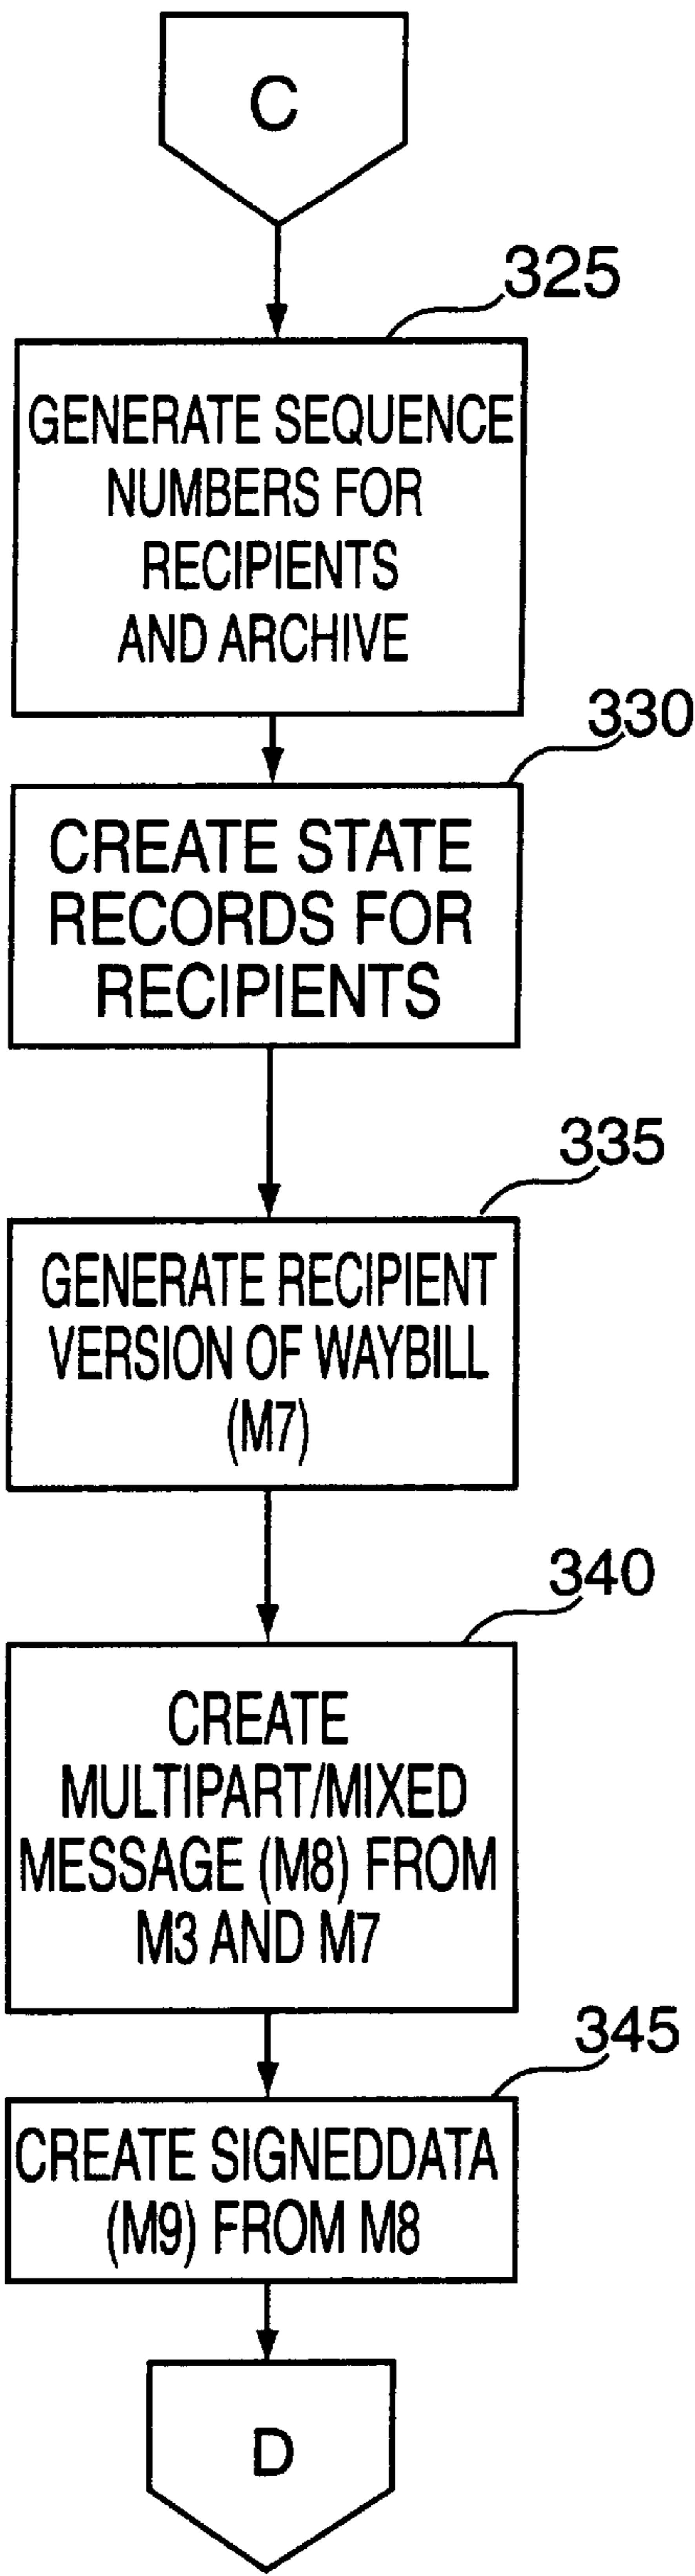 C
325
GENERATE SEQUENCE
NUMBERS FOR
RECIPIENTS
AND ARCHIVE
330
CREATE STATE
RECORDS FOR
RECIPIENTS
335
GENERATE RECIPIENT
VERSION OF WAYBILL
(M7)
340
CREATE
MULTIPART/MIXED
MESSAGE (M8) FROM
M3 AND M7
345
CREATE SIGNEDDATA
(M9) FROM M8
D